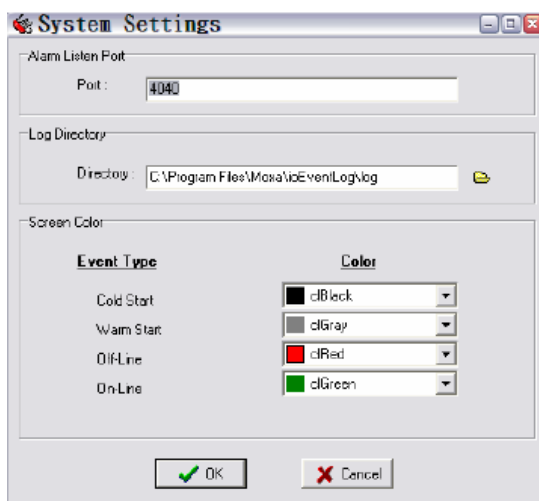 System Settings
Alarm Listen Port
Port :
4040
Log Directory
Directory :
C:\Program Files\Moxa\ioEventLog\log
Screen Color
Event Type Color
Cold Start clBlack
Warm Start clGray
Off-Line clRed
On-Line clGreen
OK Cancel